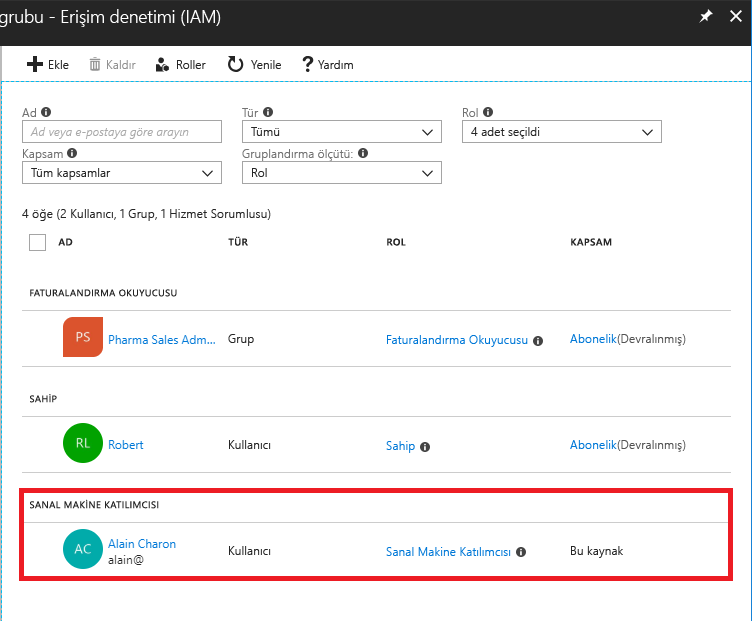 grubu - Erişim denetimi (IAM)
Ekle Kaldır Roller Yenile ? Yardım
Ad Tür Rol
Ad veya e-postaya göre arayın Tümü 4 adet seçildi
Kapsam Gruplandırma ölçütü:
Tüm kapsamlar Rol
4 öğe (2 Kullanıcı, 1 Grup, 1 Hizmet Sorumlusu)
AD TÜR ROL KAPSAM
FATURALANDIRMA OKUYUCUSU
PS Pharma Sales Adm... Grup Faturalandırma Okuyucusu Abonelik(Devralınmış)
SAHİP
RL Robert Kullanıcı Sahip Abonelik(Devralınmış)
SANAL MAKİNE KATILIMCISI
AC Alain Charon Kullanıcı Sanal Makine Katılımcısı Bu kaynak
alain@